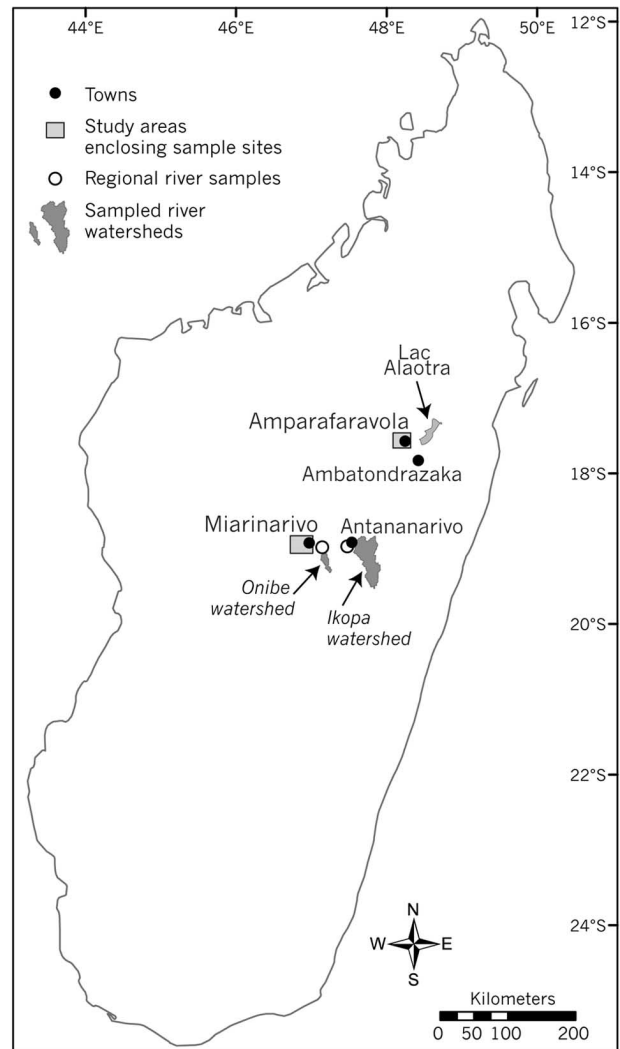 44°E 46°E 48°E 50°E
12°S
Towns
Study areas
enclosing sample sites
Regional river samples
Sampled river
watersheds
14°S
16°S
Lac
Alaotra
Amparafaravola
18°S
Ambatondrazaka
Miarinarivo
Antananarivo
Onibe
watershed
Ikopa
watershed
20°S
22°S
24°S
N
W E
S
Kilometers
0 50 100 200